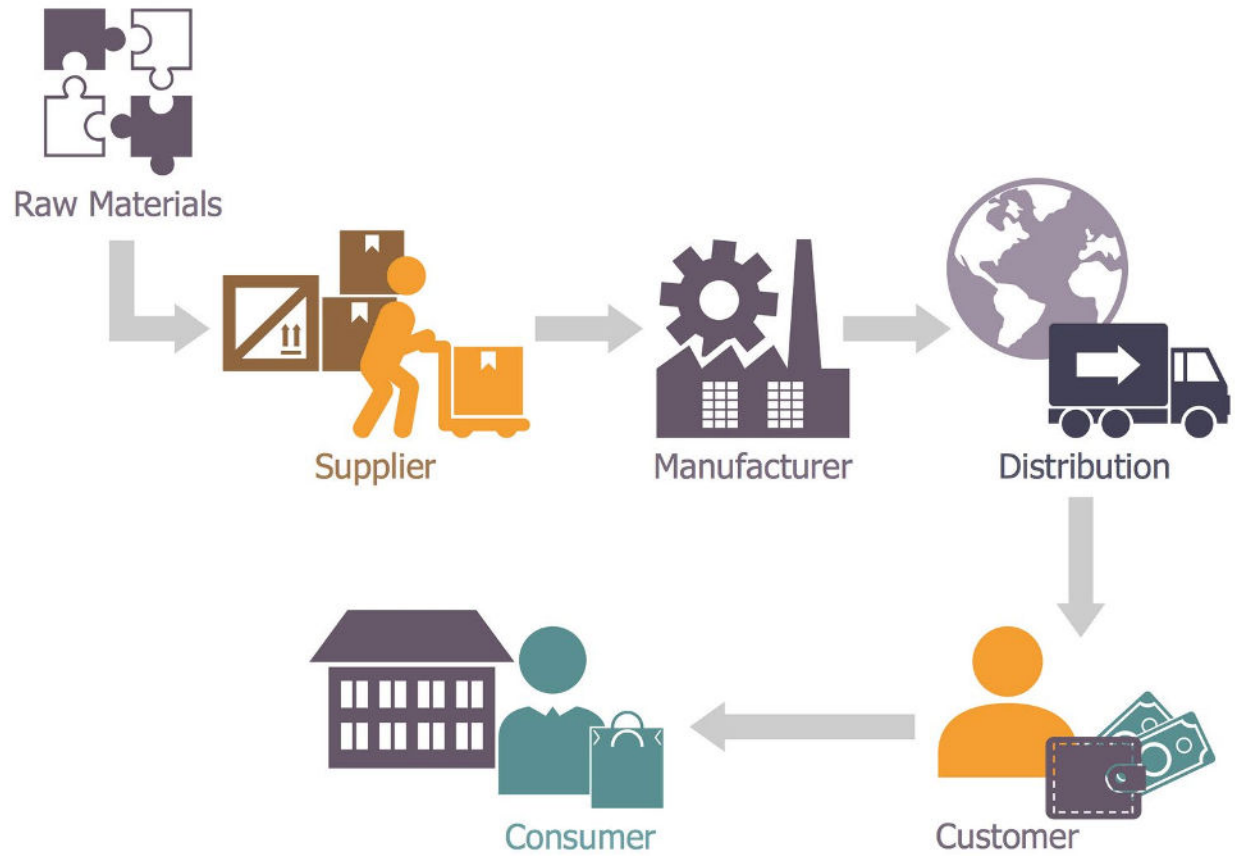 Raw Materials
Supplier
Manufacturer
Distribution
Customer
Consumer